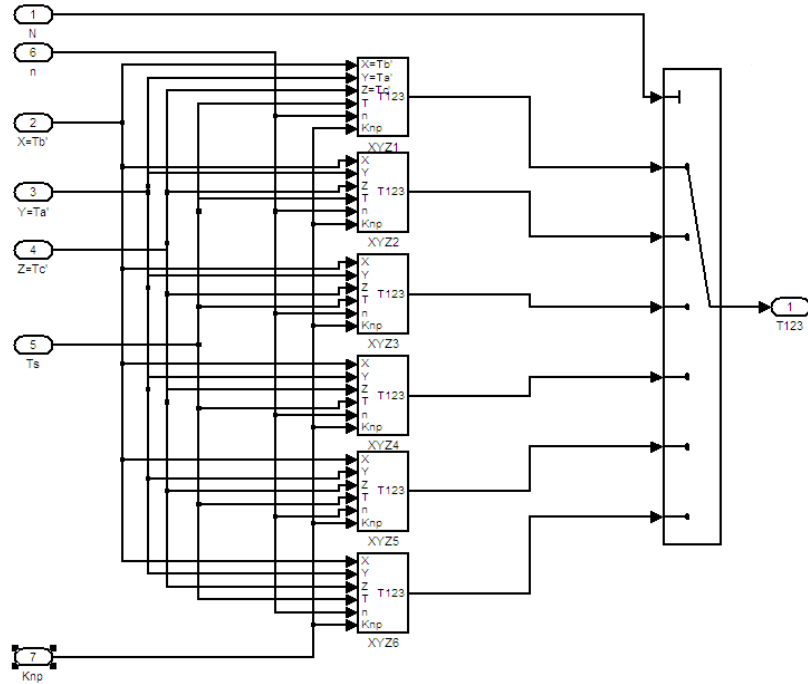 1
N
6
n
2
X=Tb'
3
Y=Ta'
4
Z=Tc'
5
Ts
7
Knp
X=Tb'
Y=Ta'
Z=Tc'
T
n
Knp
T123
XYZ1
X
Y
Z
T
n
Knp
T123
XYZ2
X
Y
Z
T
n
Knp
T123
XYZ3
X
Y
Z
T
n
Knp
T123
XYZ4
X
Y
Z
T
n
Knp
T123
XYZ5
X
Y
Z
T
n
Knp
T123
XYZ6
1
T123